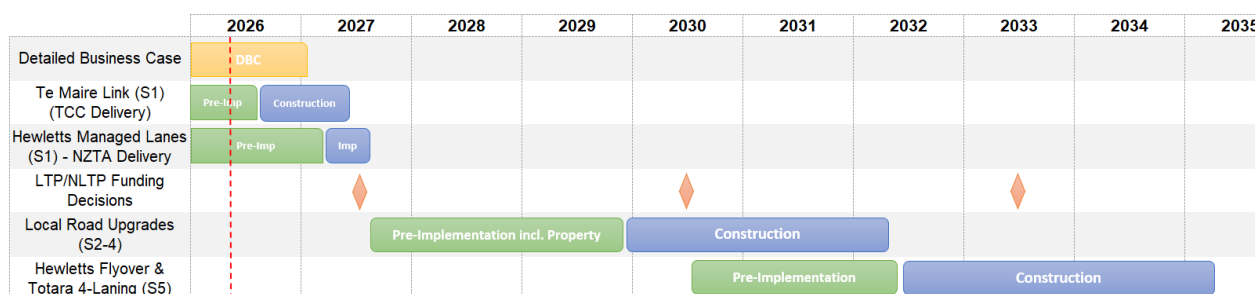 2026 2027 2028 2029 2030 2031 2032 2033 2034 2035
Detailed Business Case
DBC
Te Maire Link (S1)
(TCC Delivery)
Pre-Imp Construction
Hewletts Managed Lanes
(S1) - NZTA Delivery
Pre-Imp Imp
LTP/NLTP Funding
Decisions
Local Road Upgrades
(S2-4)
Pre-Implementation incl. Property Construction
Hewletts Flyover &
Totara 4-Laning (S5)
Pre-Implementation Construction